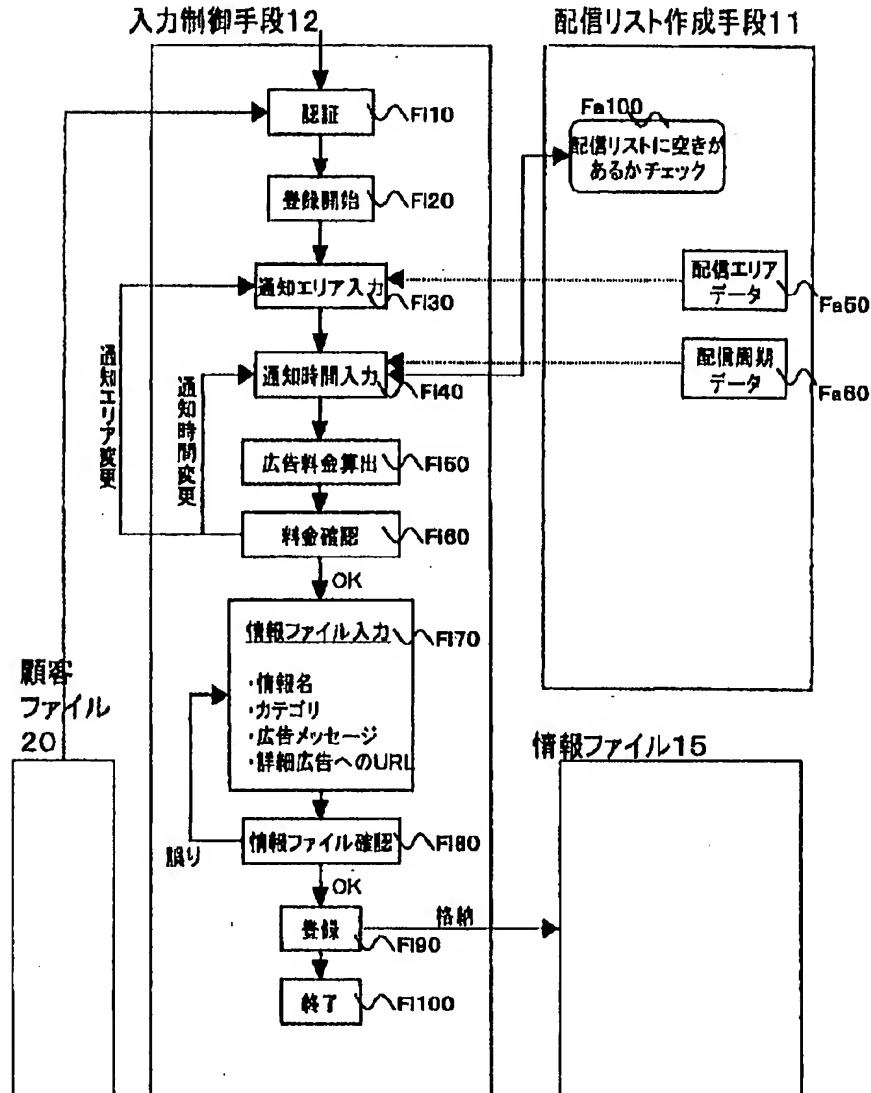 入力制御手段12
配信リスト作成手段11
認証
Fi10
Fa100
配信リストに空きが
あるかチェック
登録開始
Fi20
通知エリア入力
Fi30
配信エリア
データ
Fa50
通知時間入力
Fi40
配信周期
データ
Fa60
通知エリア変更
通知時間変更
広告料金算出
Fi50
料金確認
Fi60
OK
情報ファイル入力
Fi70
・情報名
・カテゴリ
・広告メッセージ
・詳細広告へのURL
顧客
ファイル
20
情報ファイル15
情報ファイル確認
Fi80
誤り
OK
登録
Fi90
格納
終了
Fi100